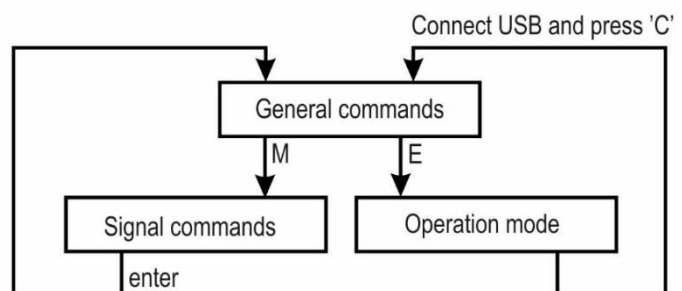 Connect USB and press 'C'
General commands
M
E
Signal commands
Operation mode
enter